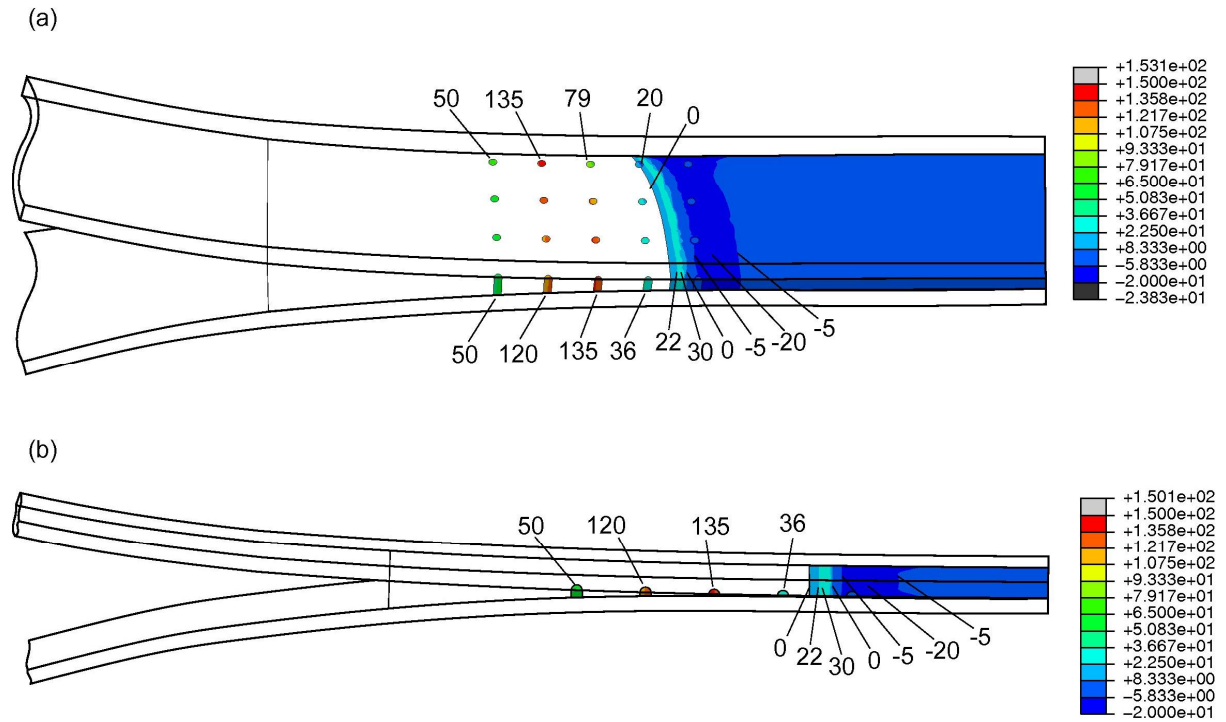 (a)
50 135 79 20 0
50 120 135 36 22 30 0 -5 -20 -5
+1.531e+02
+1.500e+02
+1.358e+02
+1.217e+02
+1.075e+02
+9.333e+01
+7.917e+01
+6.500e+01
+5.083e+01
+3.667e+01
+2.250e+01
+8.333e+00
−5.833e+00
−2.000e+01
−2.383e+01
(b)
50 120 135 36
0 22 30 0 -5 -20 -5
+1.501e+02
+1.500e+02
+1.358e+02
+1.217e+02
+1.075e+02
+9.333e+01
+7.917e+01
+6.500e+01
+5.083e+01
+3.667e+01
+2.250e+01
+8.333e+00
−5.833e+00
−2.000e+01